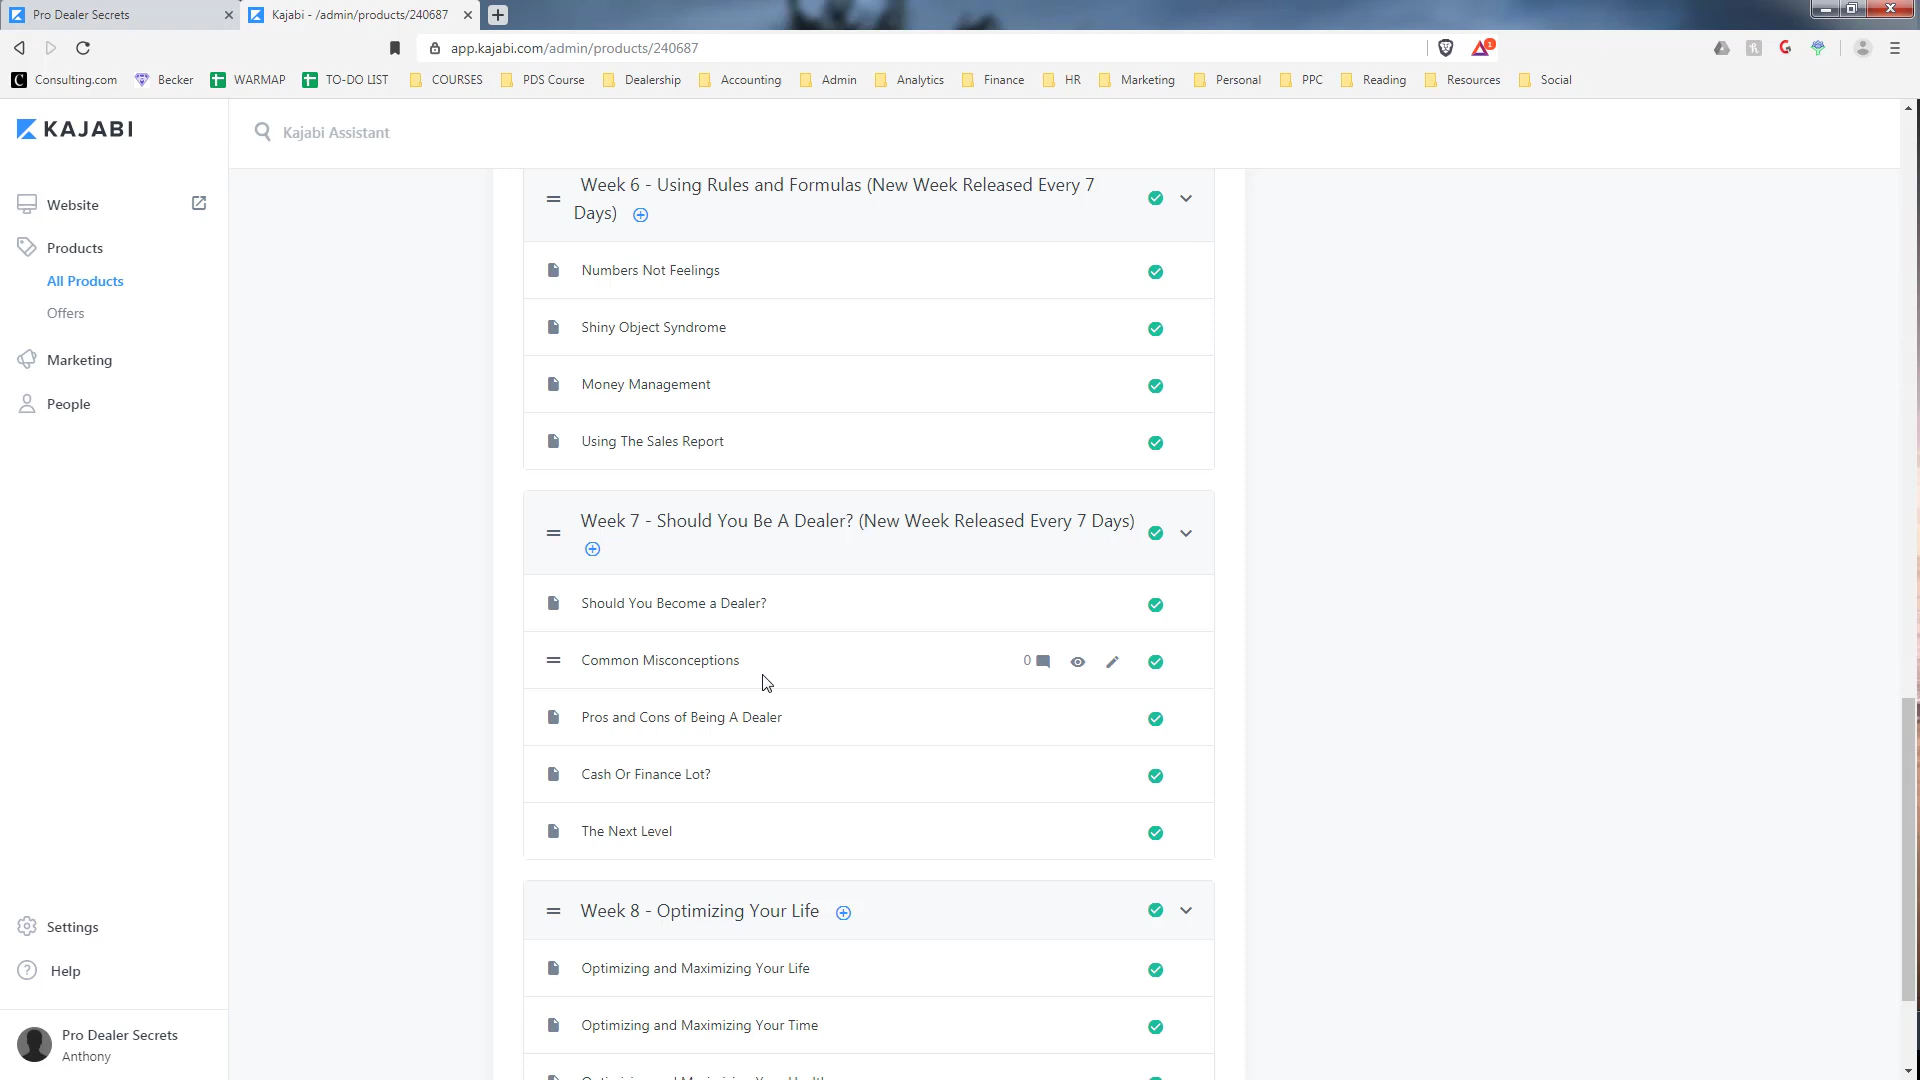 Pro Dealer Secrets
Kajabi - /admin/products/240687
app.kajabi.com/admin/products/240687
1
Consulting.com
Becker
WARMAP
TO-DO LIST
COURSES
PDS Course
Dealership
Accounting
Admin
Analytics
Finance
HR
Marketing
Personal
PPC
Reading
Resources
Social
KAJABI
Kajabi Assistant
Website
Products
All Products
Offers
Marketing
People
Week 6 - Using Rules and Formulas (New Week Released Every 7
Days)
Numbers Not Feelings
Shiny Object Syndrome
Money Management
Using The Sales Report
Week 7 - Should You Be A Dealer? (New Week Released Every 7 Days)
Should You Become a Dealer?
Common Misconceptions
0
Pros and Cons of Being A Dealer
Cash Or Finance Lot?
The Next Level
Week 8 - Optimizing Your Life
Optimizing and Maximizing Your Life
Optimizing and Maximizing Your Time
Settings
Help
Pro Dealer Secrets
Anthony